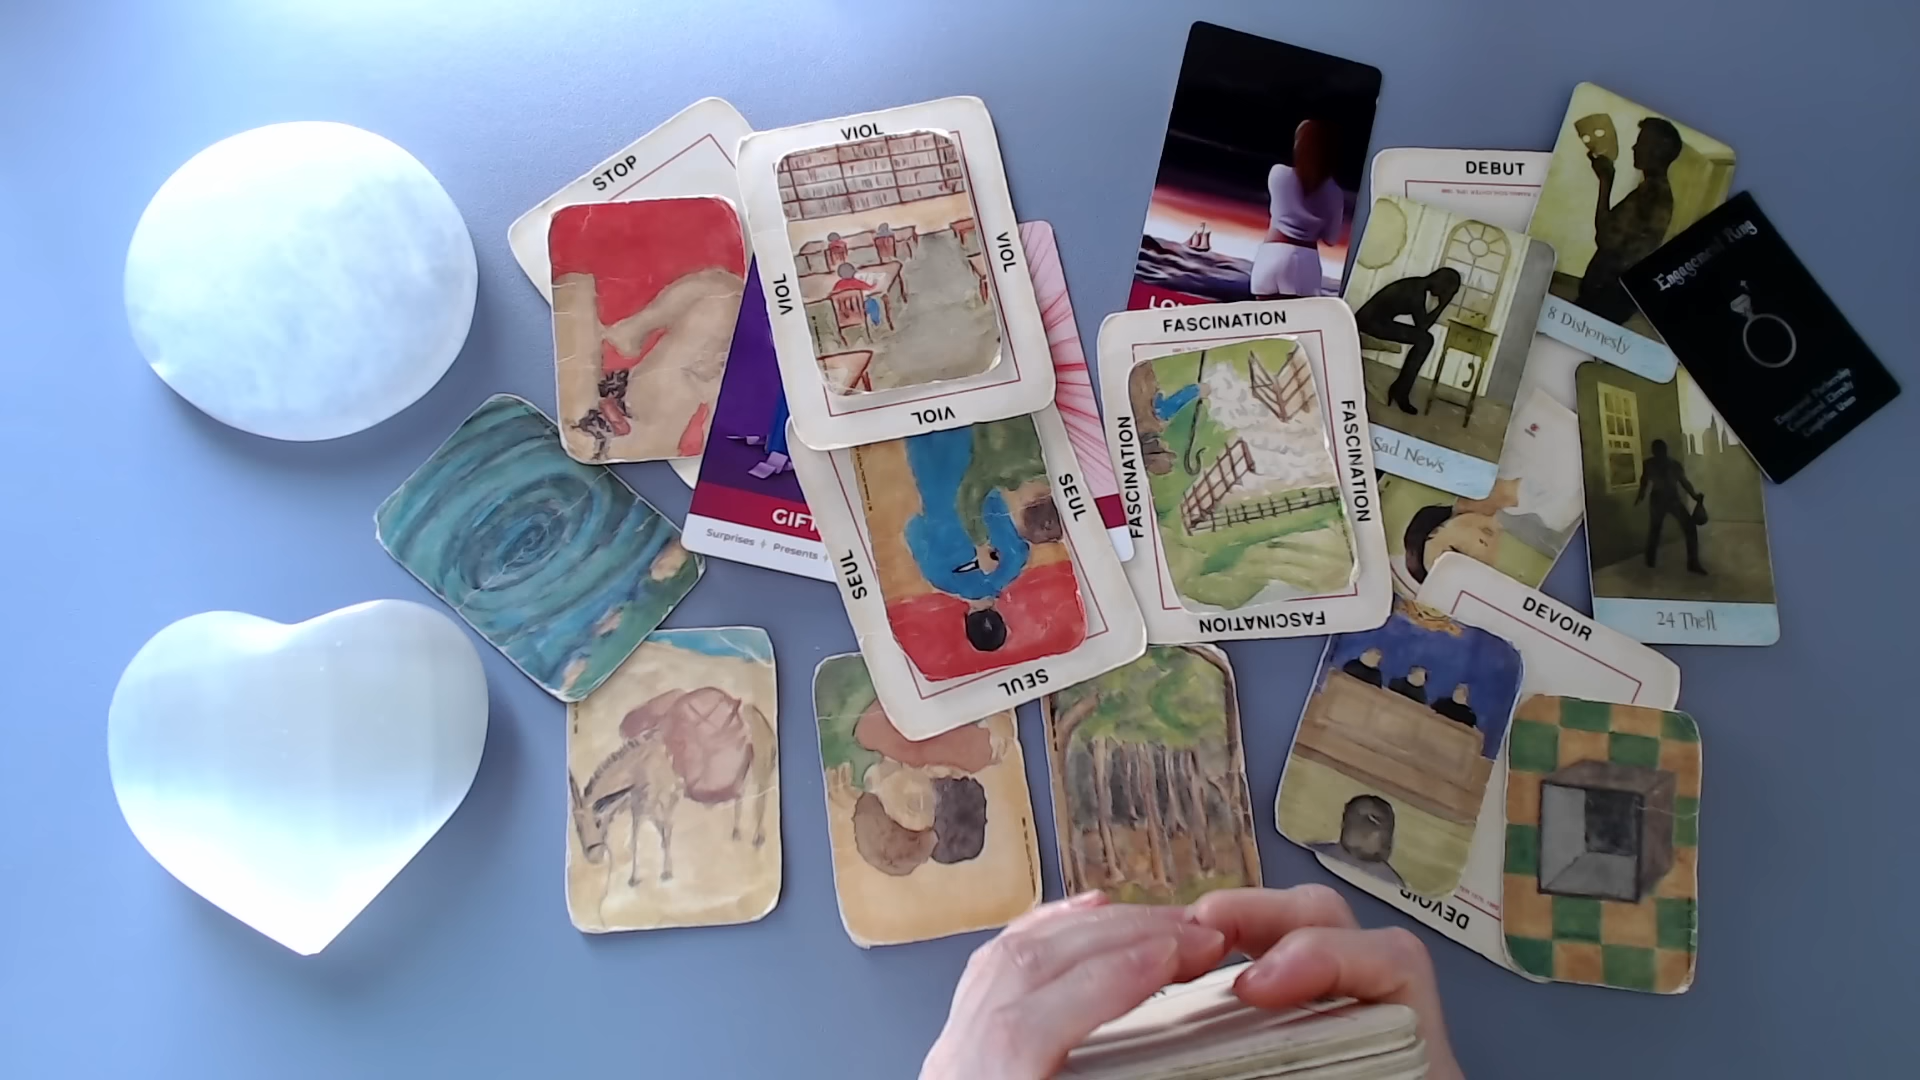 STOP
VIOL
VIOL
VIOL
VIOL
GIFT
Surprises Presents
SEUL
SEUL
SEUL
FASCINATION
FASCINATION
FASCINATION
FASCINATION
DEBUT
8 Dishonesty
Engagement Ring
Sad News
24 Theft
DEVOIR
DEVOIR